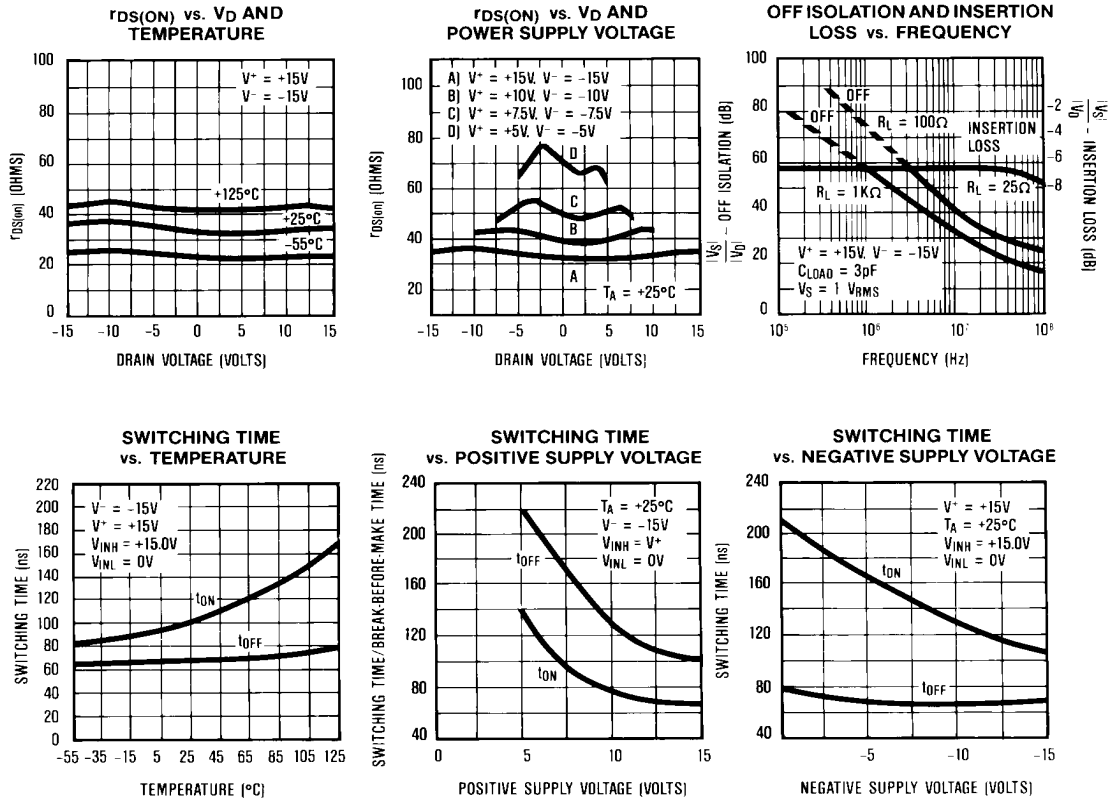 rDS(ON) vs. VD AND
TEMPERATURE
rDS(on) (OHMS)
100
80
60
40
20
V+ = +15V
V− = −15V
+125°C
+25°C
−55°C
-15 −10 −5 0 5 10 15
DRAIN VOLTAGE (VOLTS)
rDS(ON) vs. VD AND
POWER SUPPLY VOLTAGE
rDS(ON) (OHMS)
100
80
60
40
20
A) V+ = +15V, V− = −15V
B) V+ = +10V, V− = −10V
C) V+ = +7.5V, V− = −7.5V
D) V+ = +5V, V− = −5V
D
C
B
A
TA = +25°C
-15 −10 −5 0 5 10 15
DRAIN VOLTAGE (VOLTS)
OFF ISOLATION AND INSERTION
LOSS vs. FREQUENCY
|VS|/|VD| − OFF ISOLATION (dB)
100
80
60
40
20
0
OFF
OFF
RL = 100Ω
INSERTION
LOSS
RL = 1KΩ
RL = 25Ω
V+ = +15V, V− = −15V
CLOAD = 3pF
VS = 1 VRMS
−2
−4
−6
−8
|VS|/|VD| - INSERTION LOSS (dB)
10⁵ 10⁶ 10⁷ 10⁸
FREQUENCY (Hz)
SWITCHING TIME
vs. TEMPERATURE
SWITCHING TIME (ns)
220
200
180
160
140
120
100
80
60
40
20
0
V− = −15V
V+ = +15V
VINH = +15.0V
VINL = 0V
tON
tOFF
-55 −35 −15 5 25 45 65 85 105 125
TEMPERATURE (°C)
SWITCHING TIME
vs. POSITIVE SUPPLY VOLTAGE
SWITCHING TIME/BREAK-BEFORE-MAKE TIME (ns)
240
200
160
120
80
40
TA = +25°C
V− = −15V
VINH = V+
VINL = 0V
tOFF
tON
0 5 10 15
POSITIVE SUPPLY VOLTAGE (VOLTS)
SWITCHING TIME
vs. NEGATIVE SUPPLY VOLTAGE
SWITCHING TIME (ns)
240
200
160
120
80
40
V+ = +15V
TA = +25°C
VINH = +15.0V
VINL = 0V
tON
tOFF
0 -5 -10 -15
NEGATIVE SUPPLY VOLTAGE (VOLTS)